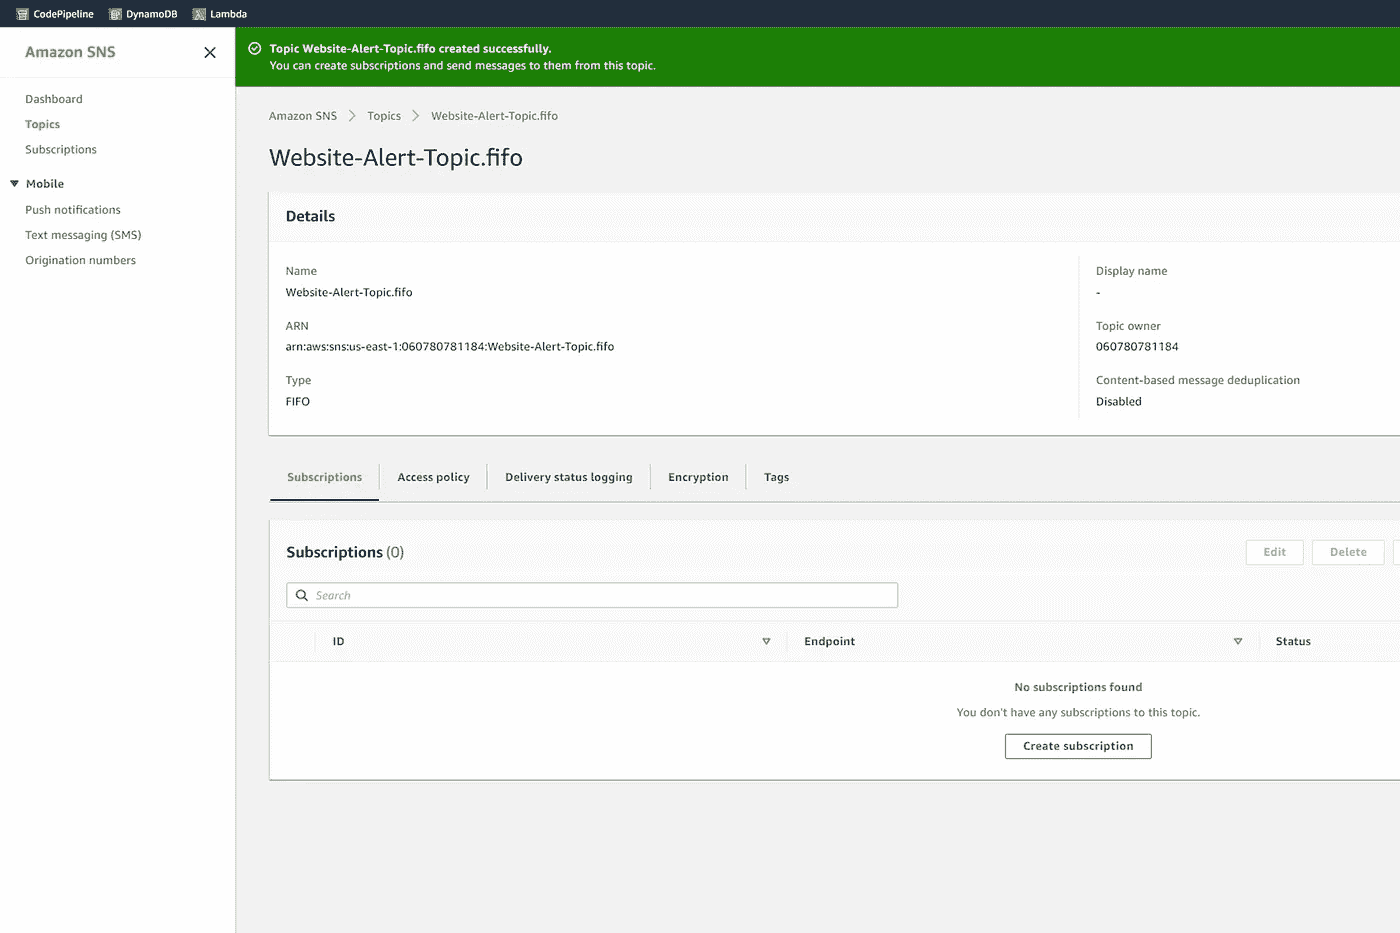 CodePipeline DynamoDB Lambda
Amazon SNS
Topic Website-Alert-Topic.fifo created successfully.
You can create subscriptions and send messages to them from this topic.
Dashboard
Topics
Subscriptions
Mobile
Push notifications
Text messaging (SMS)
Origination numbers
Amazon SNS Topics Website-Alert-Topic.fifo
Website-Alert-Topic.fifo
Details
Name
Website-Alert-Topic.fifo
ARN
arn:aws:sns:us-east-1:060780781184:Website-Alert-Topic.fifo
Type
FIFO
Display name
-
Topic owner
060780781184
Content-based message deduplication
Disabled
Subscriptions Access policy Delivery status logging Encryption Tags
Subscriptions (0)
Edit Delete
Search
ID Endpoint Status
No subscriptions found
You don't have any subscriptions to this topic.
Create subscription